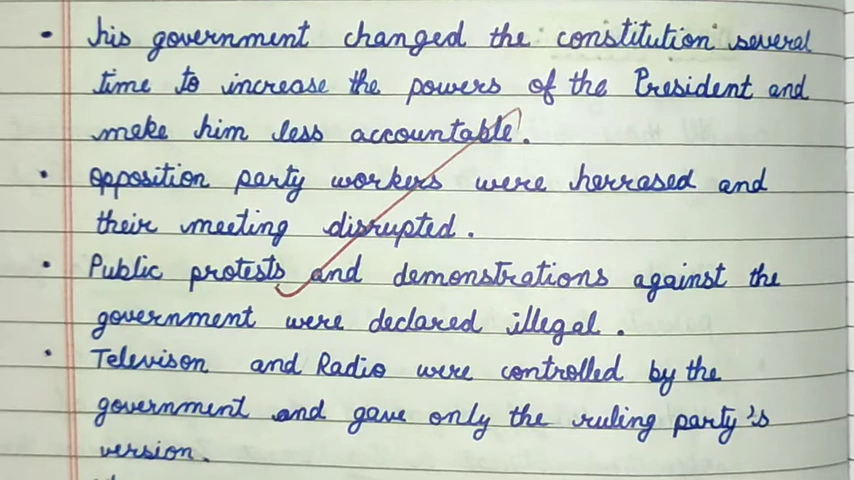 • his government changed the constitution several
time to increase the powers of the President and
make him less accountable.
• opposition party workers were herrased and
their meeting disrupted.
• Public protests and demonstrations against the
government were declared illegal.
• Televison and Radio were controlled by the
government and gave only the ruling party's
version.